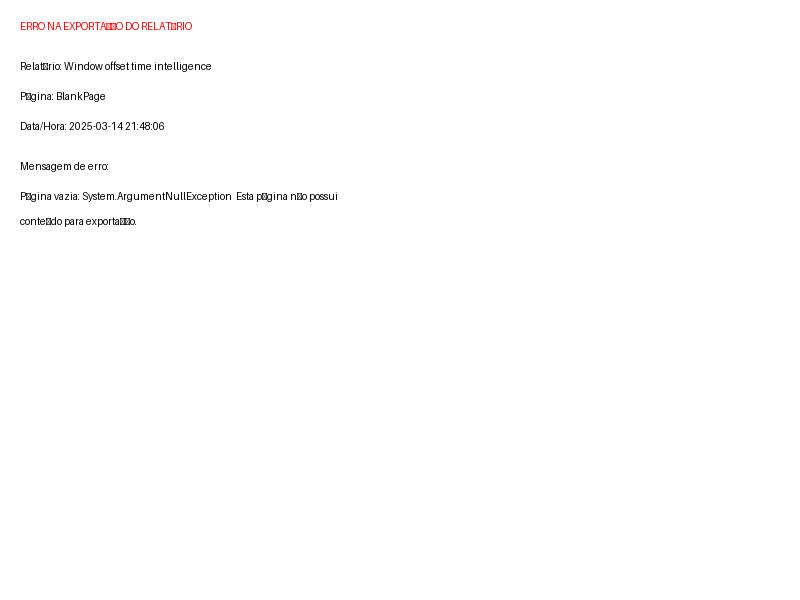 ERRO NA EXPORTA▯▯O DO RELAT▯RIO
Relat▯rio: Window offset time intelligence
P▯gina: BlankPage
Data/Hora: 2025-03-14 21:48:06
Mensagem de erro:
P▯gina vazia: System.ArgumentNullException  Esta p▯gina n▯o possui
conte▯do para exporta▯▯o.